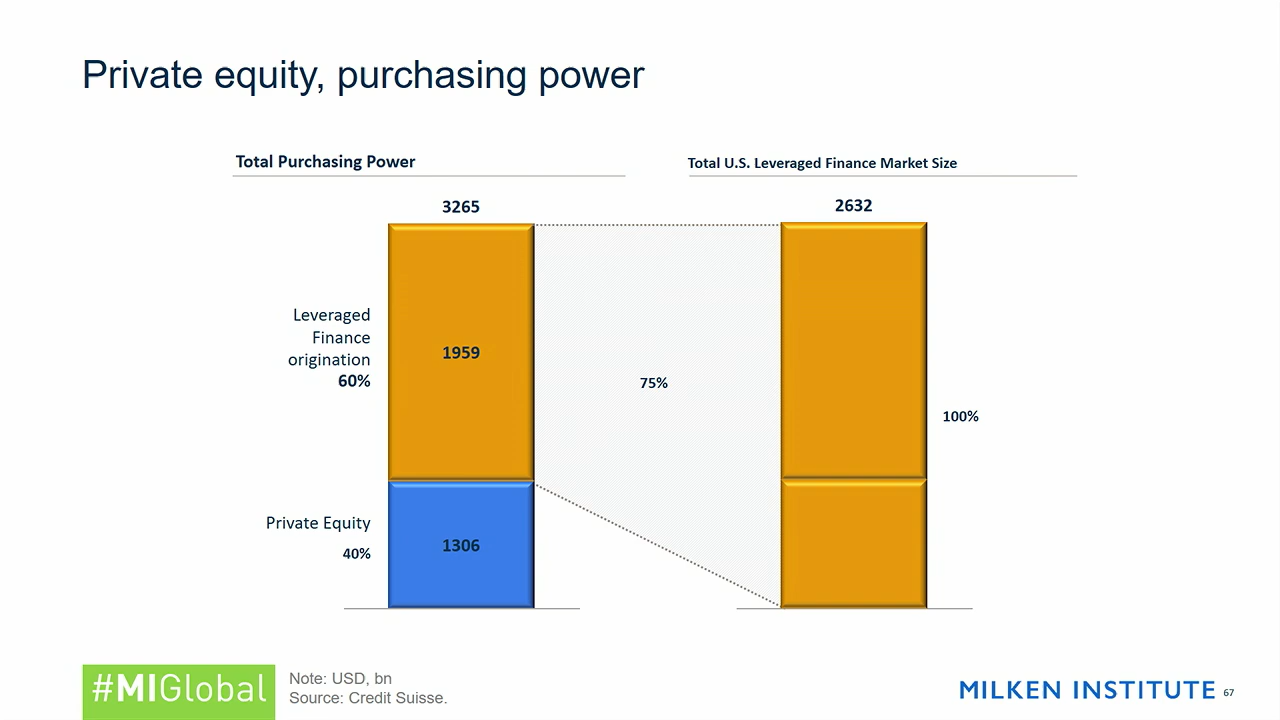 Private equity, purchasing power
Total Purchasing Power
Total U.S. Leveraged Finance Market Size
3265
2632
Leveraged
Finance
origination
60%
1959
75%
100%
Private Equity
40%
1306
#MIGlobal
Note: USD, bn
Source: Credit Suisse.
MILKEN INSTITUTE 67